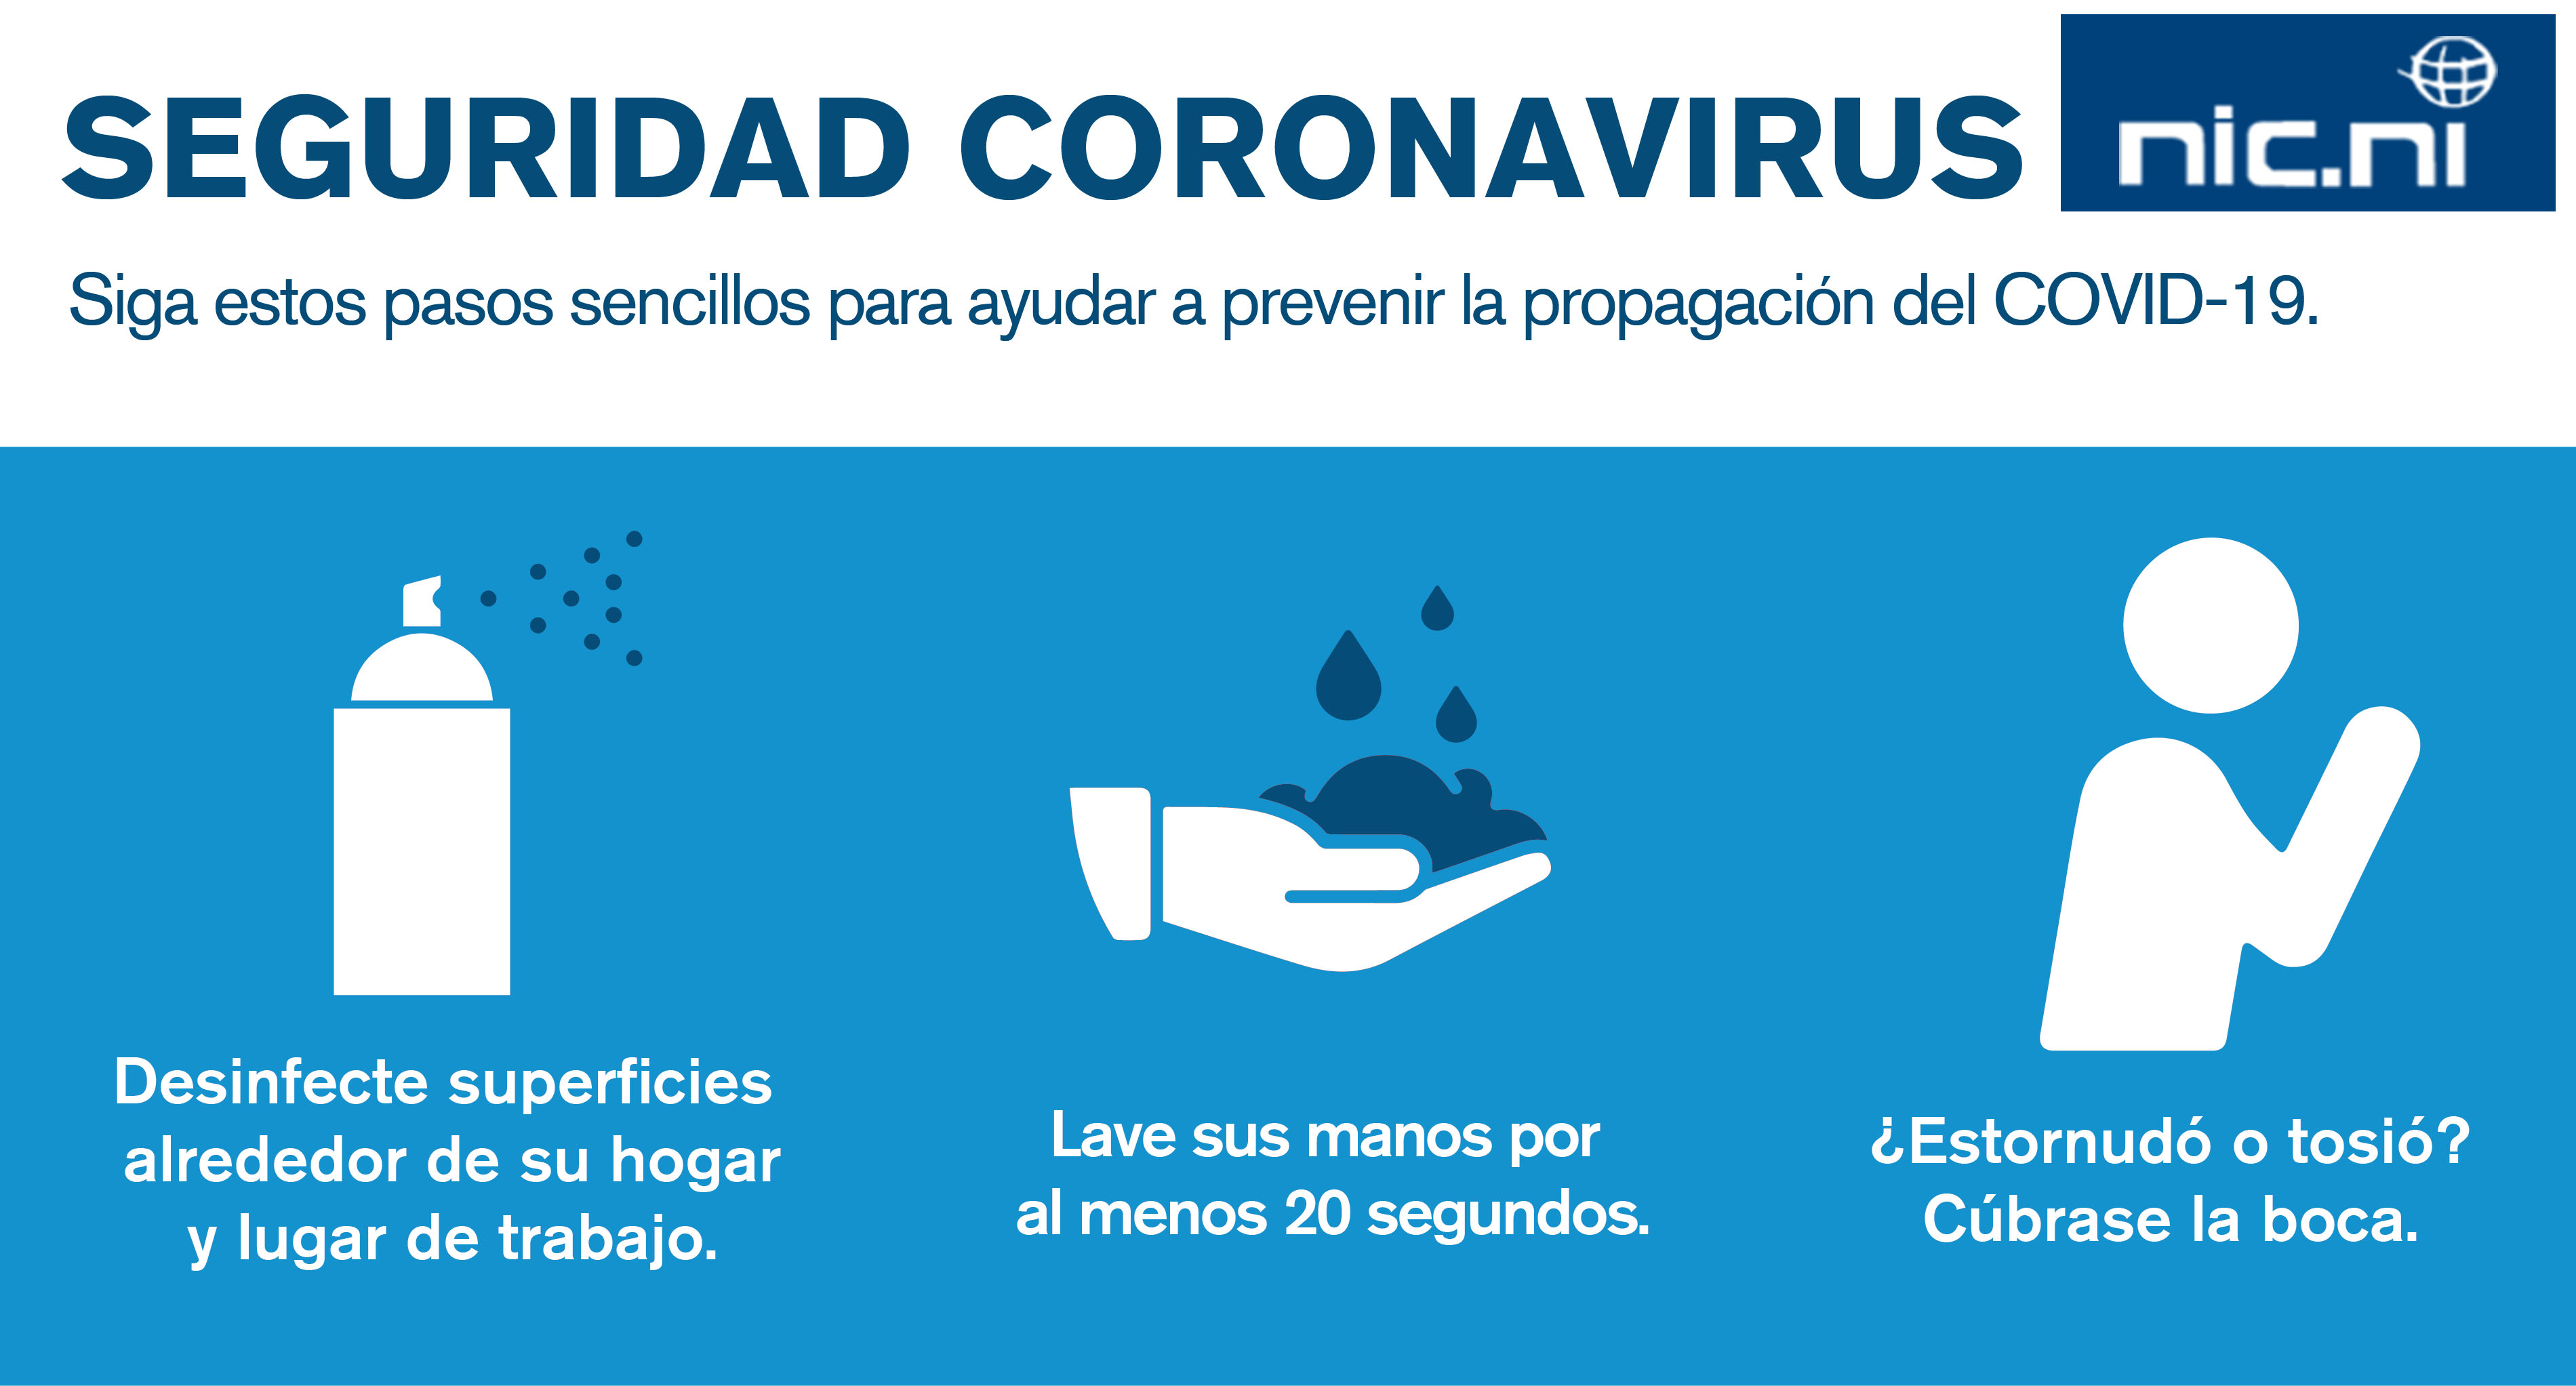 SEGURIDAD CORONAVIRUS
nic.ni
Siga estos pasos sencillos para ayudar a prevenir la propagación del COVID-19.
Desinfecte superficies
alrededor de su hogar
y lugar de trabajo.
Lave sus manos por
al menos 20 segundos.
¿Estornudó o tosió?
Cúbrase la boca.